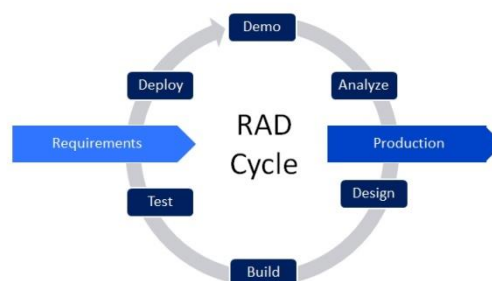 Demo
Deploy
Analyze
Requirements
RAD
Cycle
Production
Test
Design
Build